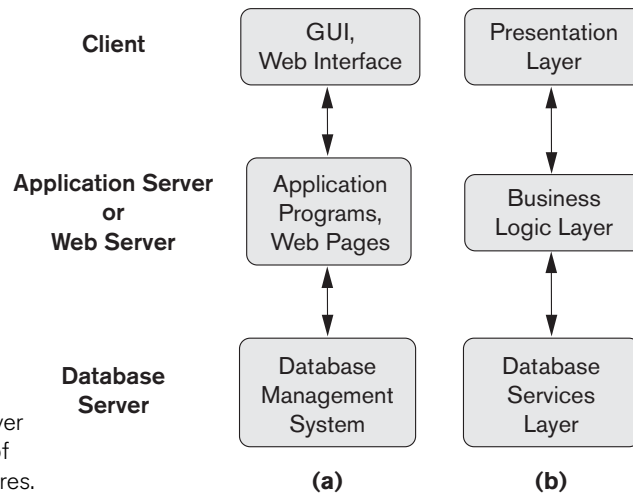 Client
GUI,
Web Interface
Presentation
Layer
Application Server
or
Web Server
Application
Programs,
Web Pages
Business
Logic Layer
Database
Server
Database
Management
System
Database
Services
Layer
of
(a)
(b)